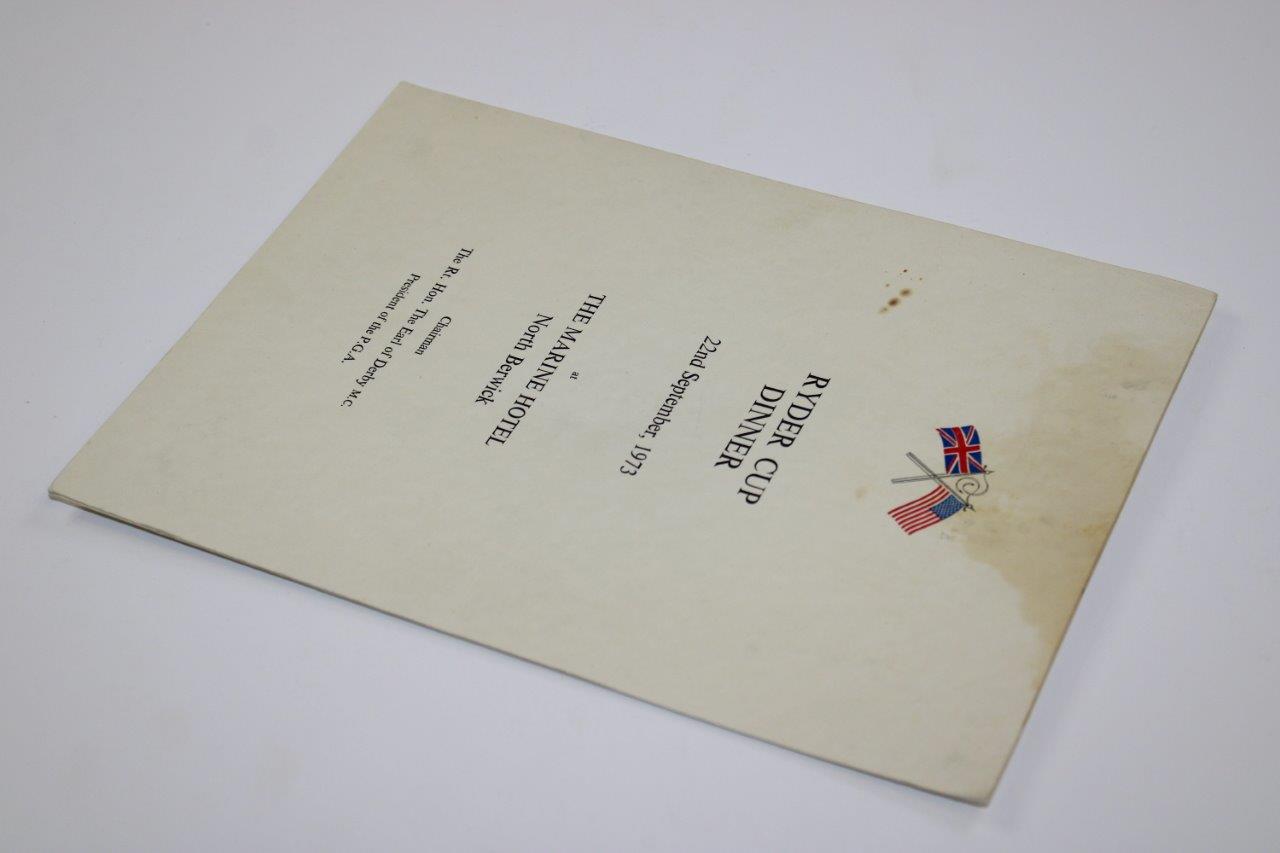 RYDER CUP
DINNER
22nd September, 1973
at
THE MARINE HOTEL
North Berwick
Chairman
The Rt. Hon. The Earl of Derby M.C.
President of the P.G.A.